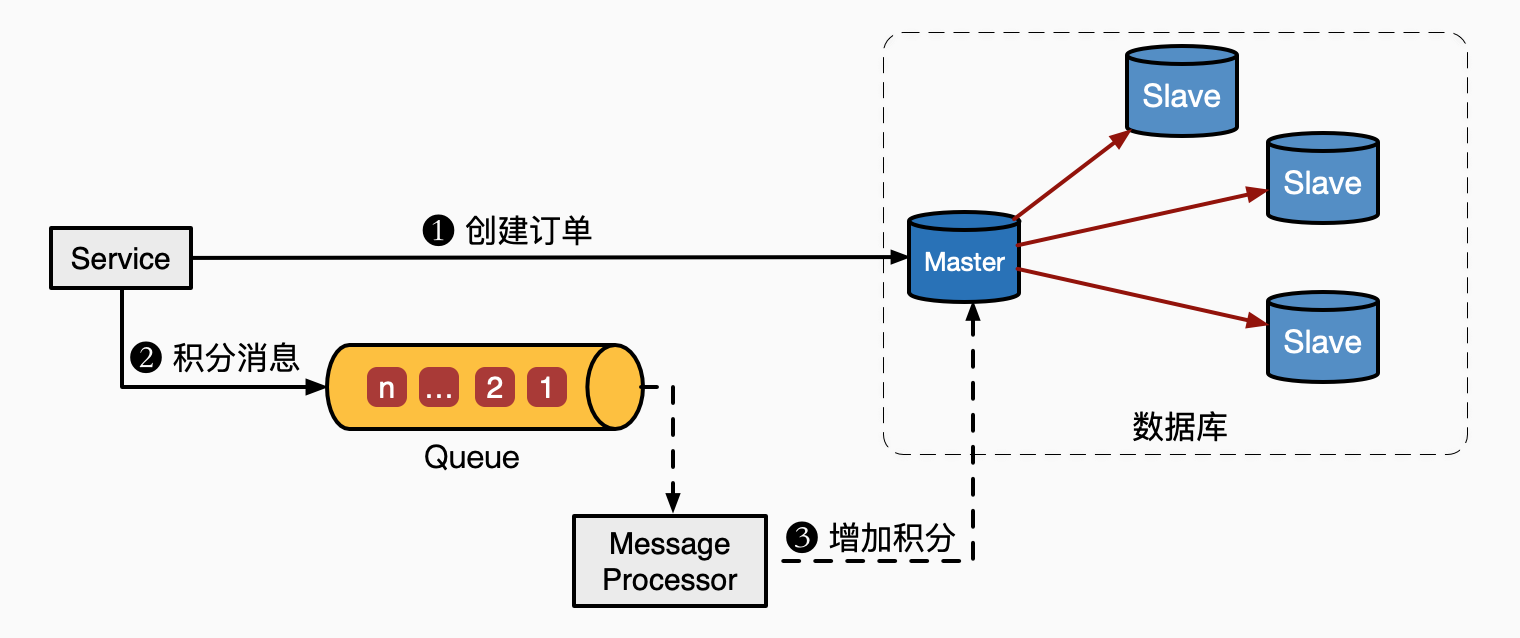 Slave
Slave
❶ 创建订单
Service
Master
Slave
❷ 积分消息
n ... 2 1
数据库
Queue
❸ 增加积分
Message
Processor